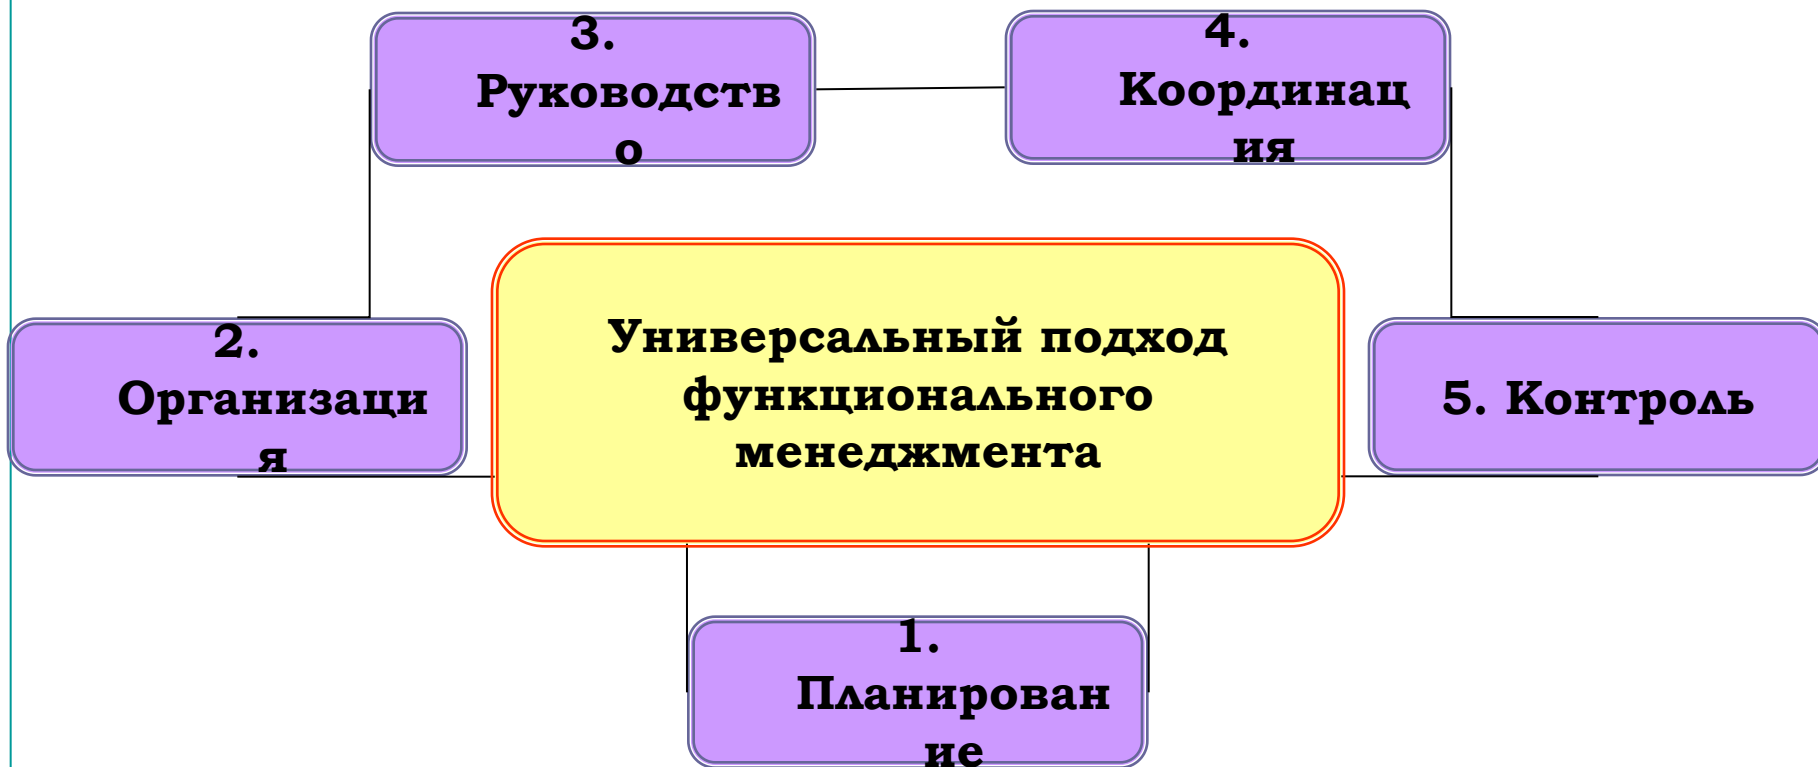 3.
Руководств
о
4.
Координац
ия
2.
Организаци
я
Универсальный подход
функционального
менеджмента
5. Контроль
1.
Планирован
ие